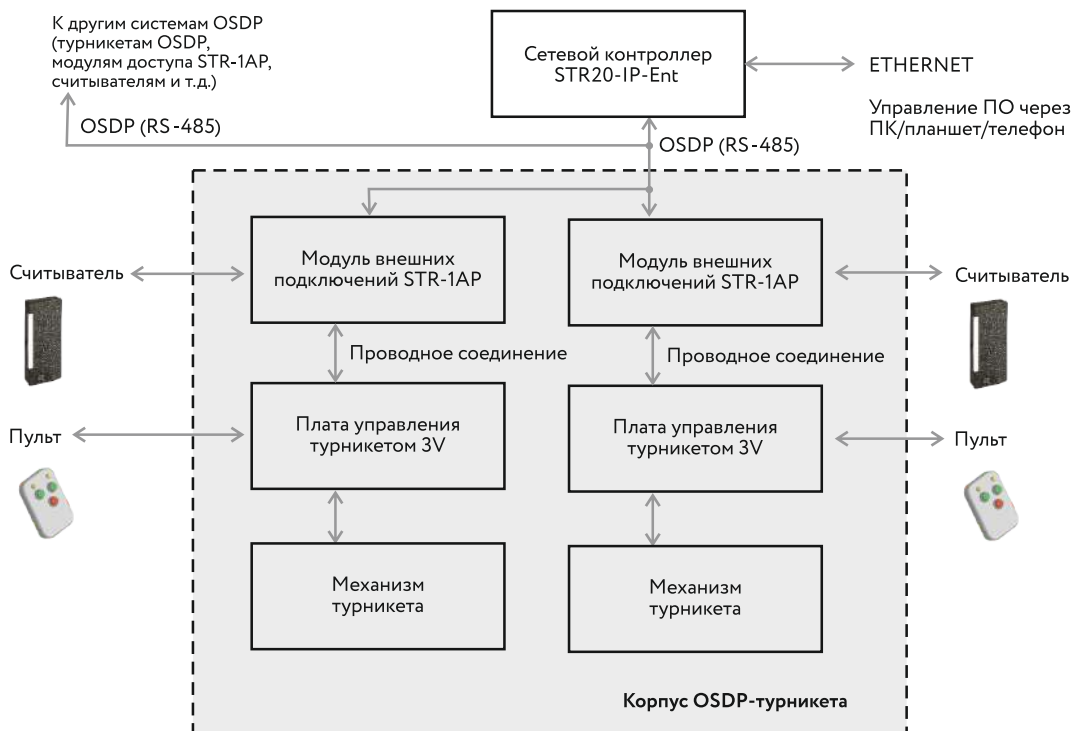 К другим системам OSDP
(турникетам OSDP,
модулям доступа STR-1AP,
считывателям и т.д.)
OSDP (RS-485)
Сетевой контроллер
STR20-IP-Ent
ETHERNET
Управление ПО через
ПК/планшет/телефон
OSDP (RS-485)
Считыватель
Модуль внешних
подключений STR-1AP
Модуль внешних
подключений STR-1AP
Считыватель
Проводное соединение
Проводное соединение
Пульт
Плата управления
турникетом 3V
Плата управления
турникетом 3V
Пульт
Механизм
турникета
Механизм
турникета
Корпус OSDP-турникета